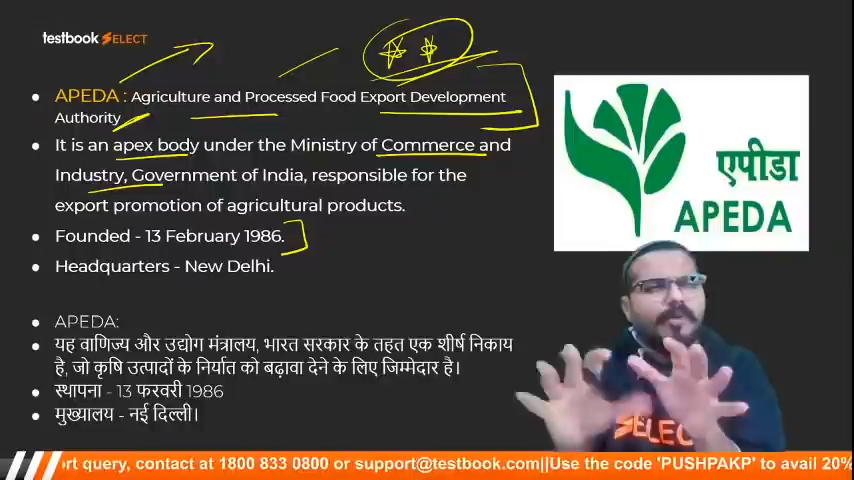 testbook SELECT
APEDA : Agriculture and Processed Food Export Development
Authority
It is an apex body under the Ministry of Commerce and
Industry, Government of India, responsible for the
export promotion of agricultural products.
Founded - 13 February 1986.
Headquarters - New Delhi.
एपीडा
APEDA
APEDA:
यह वाणिज्य और उद्योग मंत्रालय, भारत सरकार के तहत एक शीर्ष निकाय
है, जो कृषि उत्पादों के निर्यात को बढ़ावा देने के लिए जिम्मेदार है।
स्थापना - 13 फरवरी 1986
मुख्यालय - नई दिल्ली।
SELEC
ort query, contact at 1800 833 0800 or support@testbook.com||Use the code 'PUSHPAKP' to avail 20%